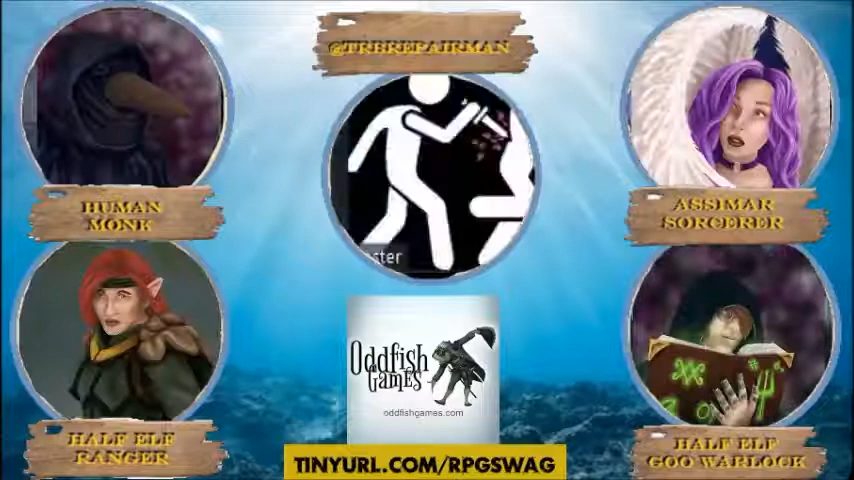 @TRBREPAIRMAN
HUMAN
MONK
ASSIMAR
SORCERER
ster
Oddfish
Games
oddfishgames.com
HALF ELF
RANGER
HALF ELF
GOO WARLOCK
TINYURL.COM/RPGSWAG